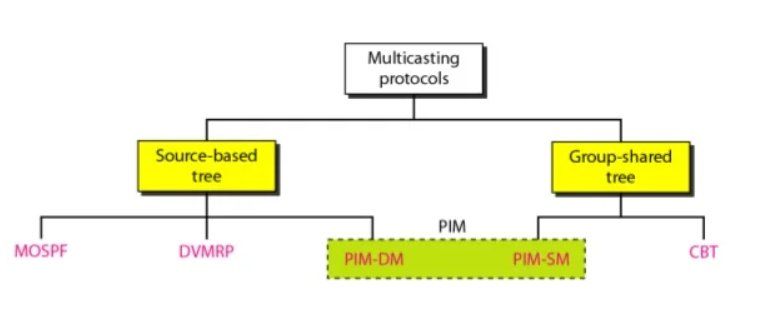 Multicasting
protocols
Source-based
tree
Group-shared
tree
PIM
MOSPF
DVMRP
PIM-DM
PIM-SM
CBT